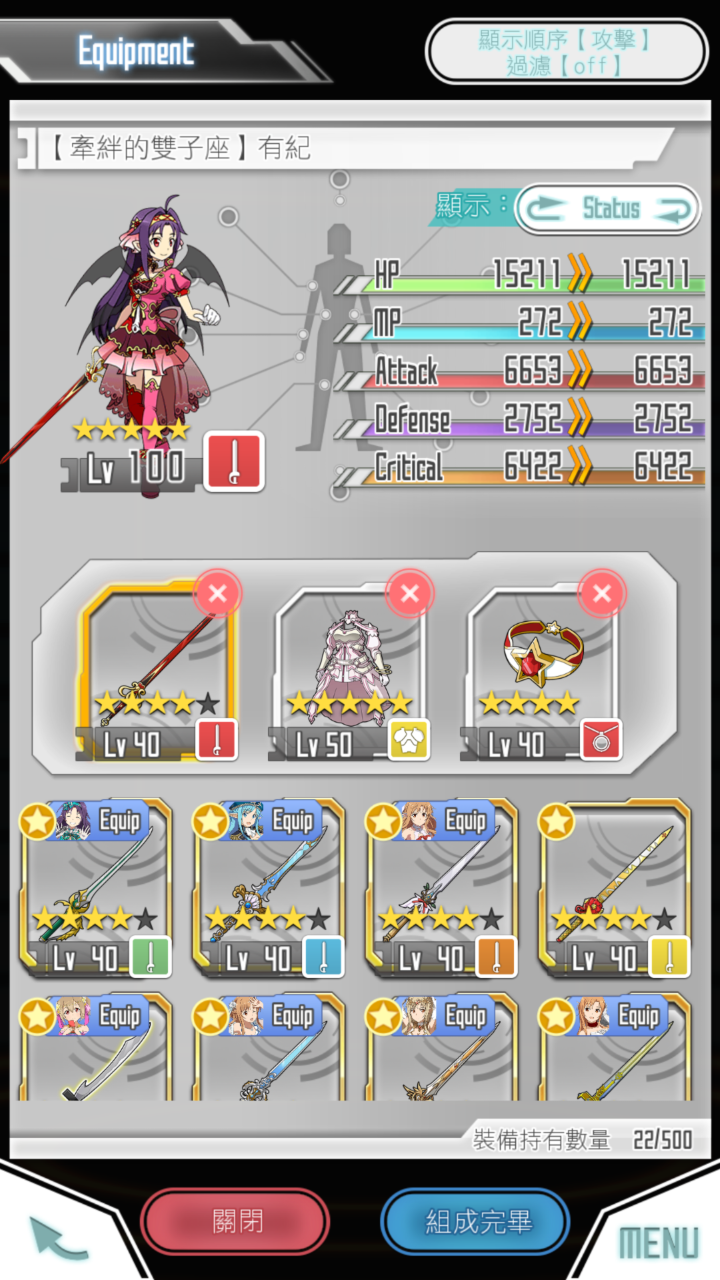 Equipment
顯示順序【攻擊】
過濾【off】
【牽絆的雙子座】有紀
顯示：
Status
HP 15211 15211
MP 272 272
Attack 6653 6653
Defense 2752 2752
Critical 6422 6422
Lv 100
Lv 40
Lv 50
Lv 40
Equip
Equip
Equip
Lv 40
Lv 40
Lv 40
Lv 40
Equip
Equip
Equip
Equip
裝備持有數量 22/500
關閉
組成完畢
MENU